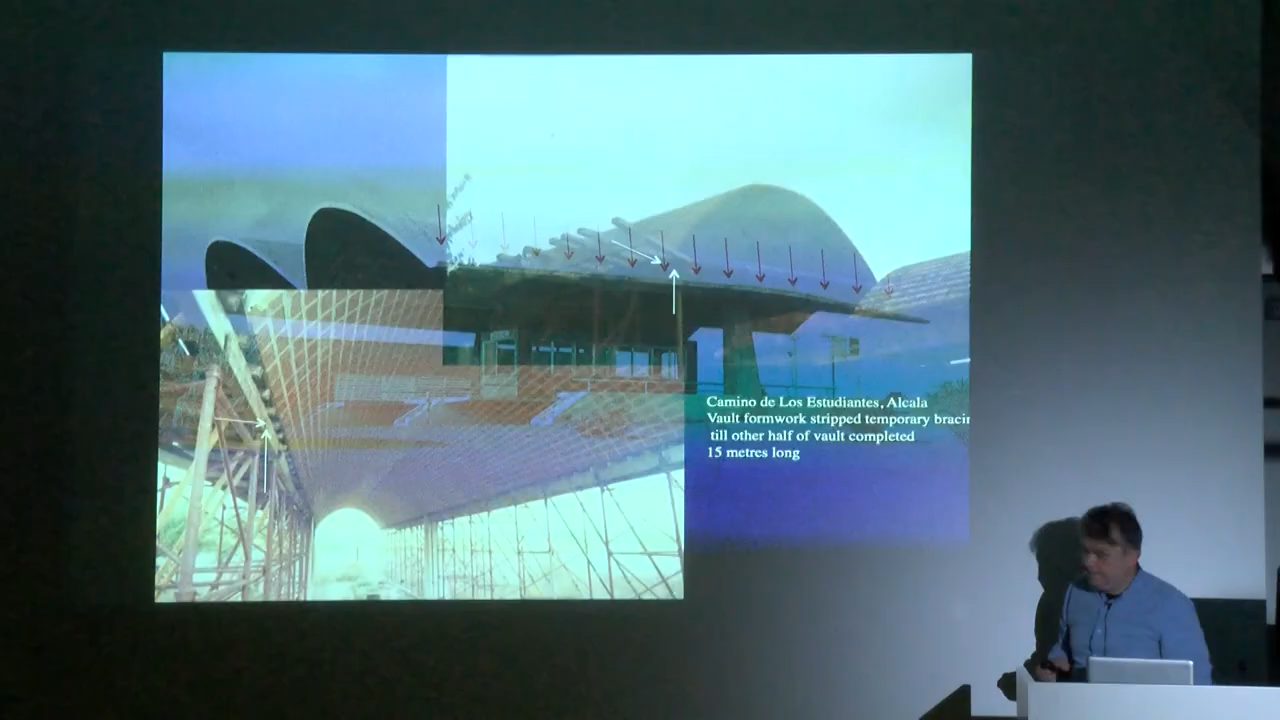 Camino de Los Estudiantes, Alcala
Vault formwork stripped temporary bracin
till other half of vault completed
15 metres long